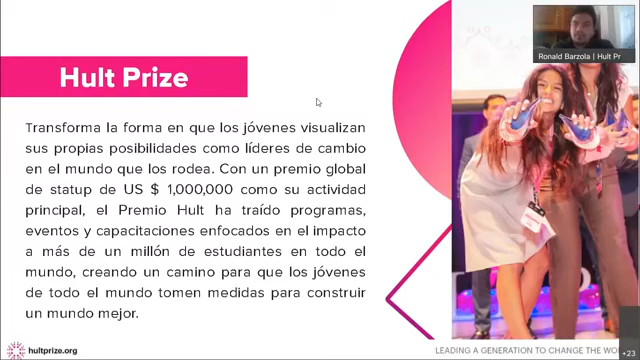 Hult Prize
Transforma la forma en que los jóvenes visualizan
sus propias posibilidades como líderes de cambio
en el mundo que los rodea. Con un premio global
de statup de US $ 1,000,000 como su actividad
principal, el Premio Hult ha traído programas,
eventos y capacitaciones enfocados en el impacto
a más de un millón de estudiantes en todo el
mundo, creando un camino para que los jóvenes
de todo el mundo tomen medidas para construir
un mundo mejor.
Ronald Barzola | Hult Pr
hultprize.org
LEADING A GENERATION TO CHANGE THE WO
+23